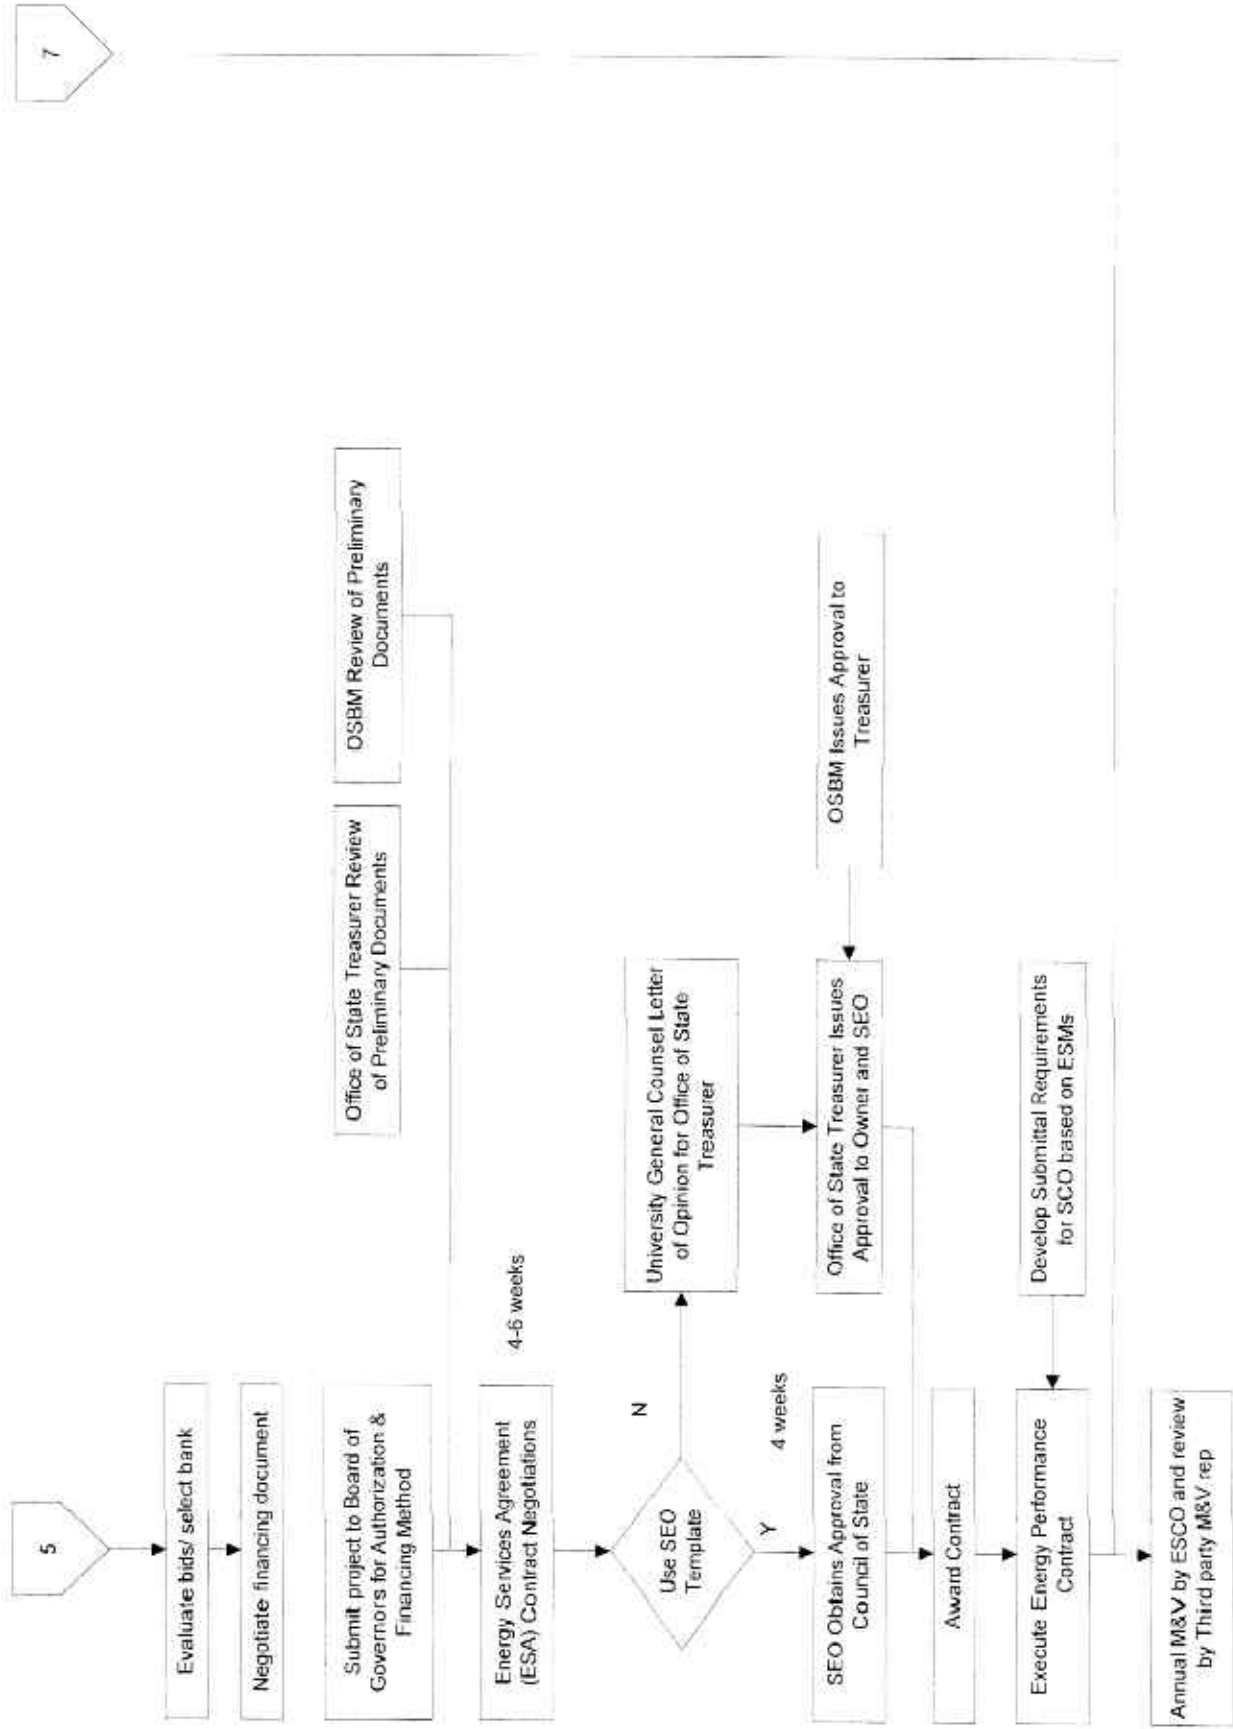 5
7
Evaluate bids/ select bank
Negotiate financing document
Submit project to Board of
Governors for Authorization &
Financing Method
Office of State Treasurer Review
of Preliminary Documents
OSBM Review of Preliminary
Documents
Energy Services Agreement
(ESA) Contract Negotiations
4-6 weeks
Use SEO
Template
N
Y
University General Counsel Letter
of Opinion for Office of State
Treasurer
4 weeks
SEO Obtains Approval from
Council of State
Office of State Treasurer Issues
Approval to Owner and SEO
OSBM Issues Approval to
Treasurer
Award Contract
Execute Energy Performance
Contract
Develop Submittal Requirements
for SCO based on ESMs
Annual M&V by ESCO and review
by Third party M&V rep